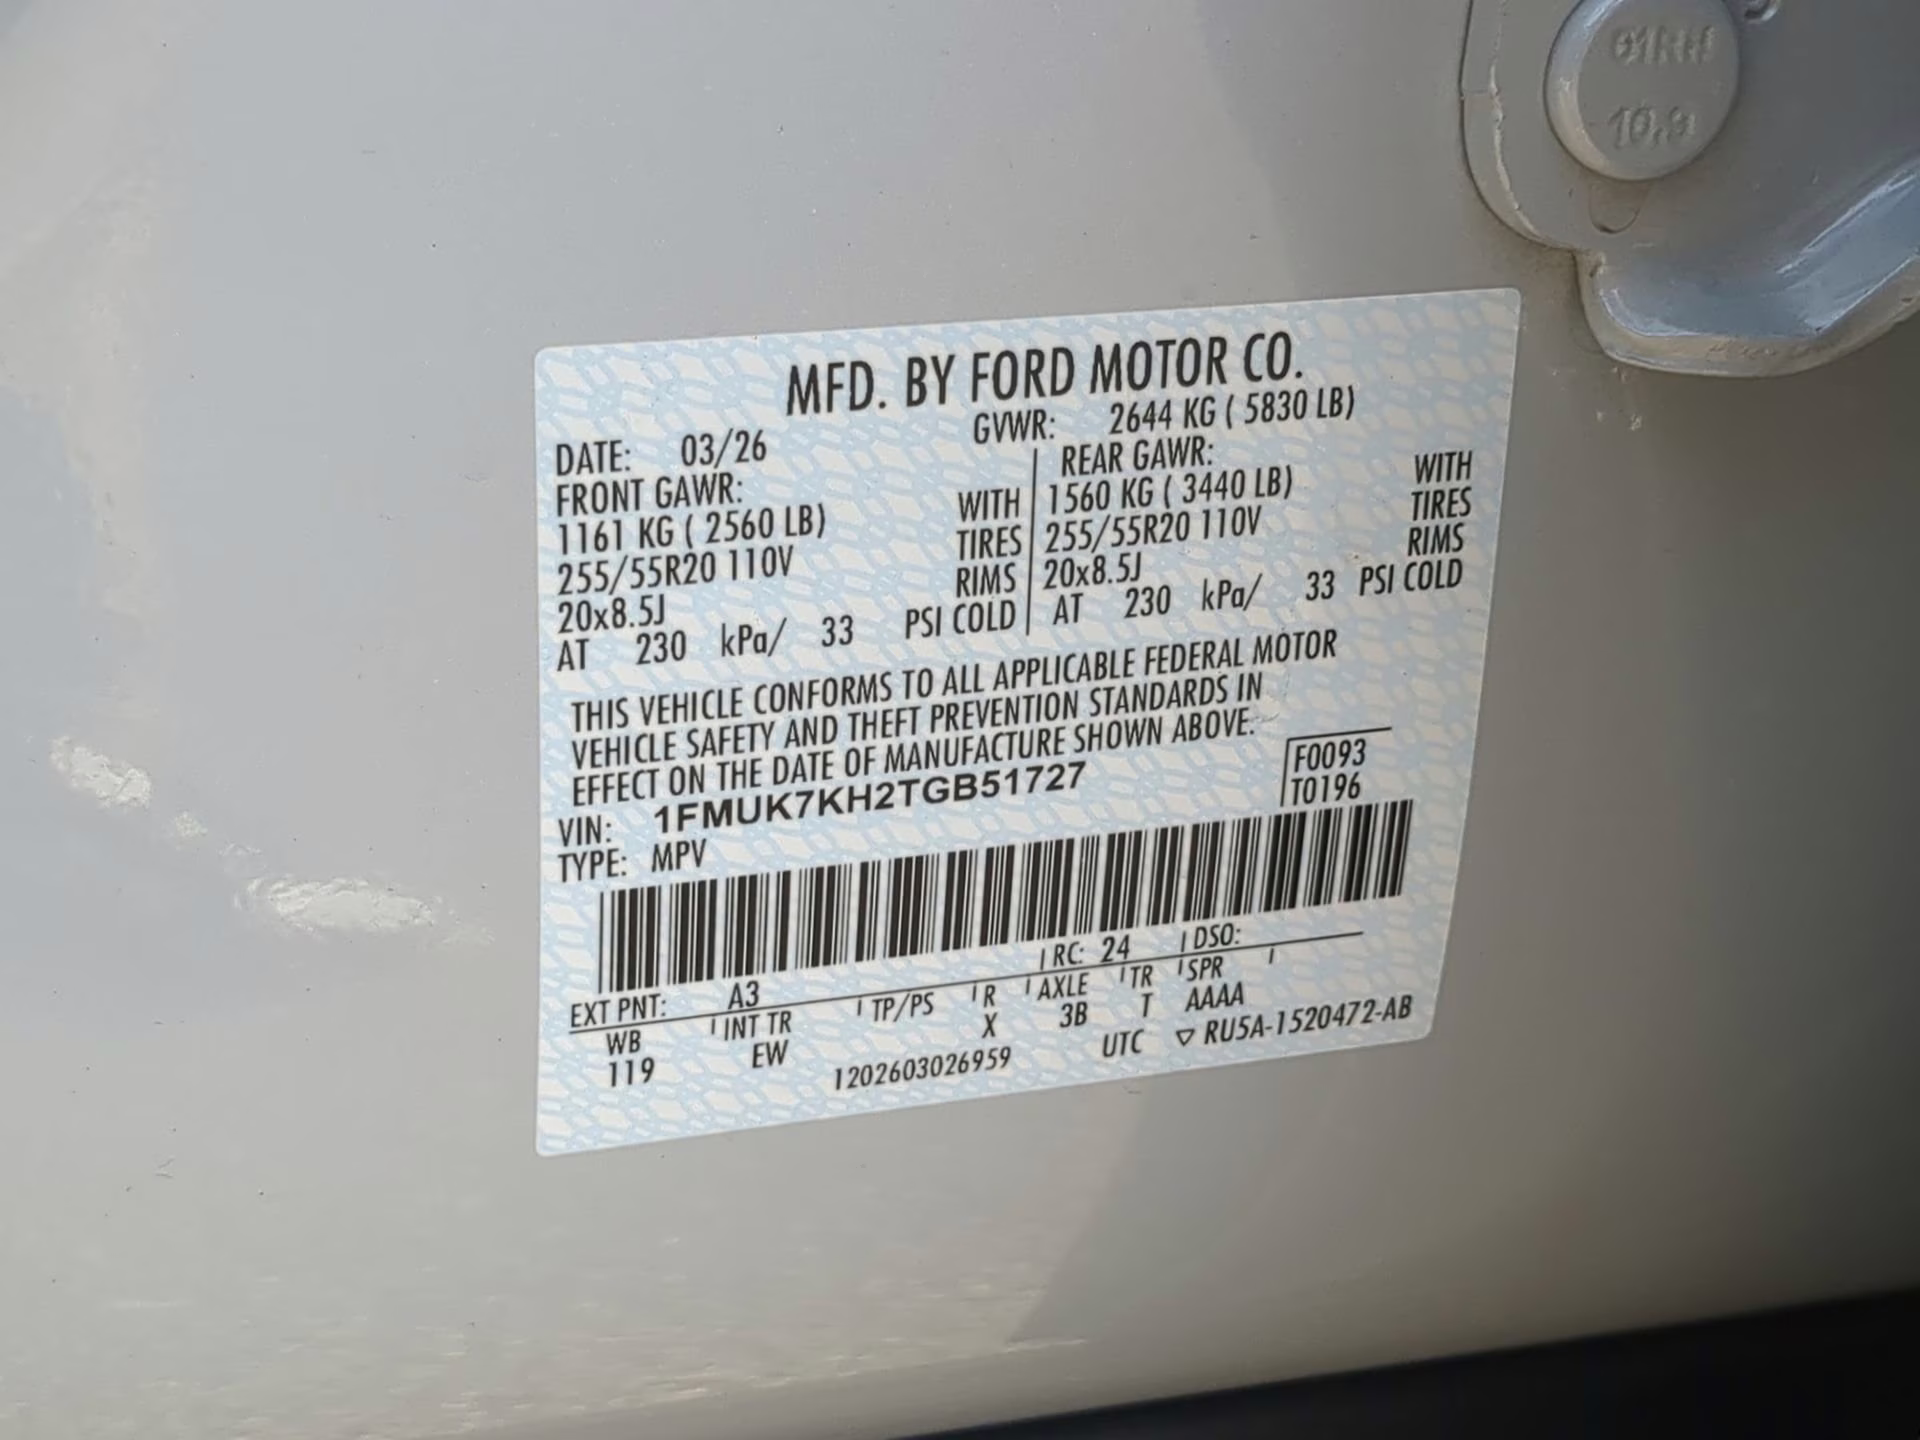 MFD. BY FORD MOTOR CO.
DATE: 03/26 GVWR: 2644 KG ( 5830 LB)
FRONT GAWR: REAR GAWR:
1161 KG ( 2560 LB) WITH 1560 KG ( 3440 LB) WITH
255/55R20 110V TIRES 255/55R20 110V TIRES
20x8.5J RIMS 20x8.5J RIMS
AT 230 kPa/ 33 PSI COLD AT 230 kPa/ 33 PSI COLD
THIS VEHICLE CONFORMS TO ALL APPLICABLE FEDERAL MOTOR
VEHICLE SAFETY AND THEFT PREVENTION STANDARDS IN
EFFECT ON THE DATE OF MANUFACTURE SHOWN ABOVE.
VIN: 1FMUK7KH2TGB51727 F0093
TYPE: MPV T0196
EXT PNT: A3 RC: 24 DSO:
WB INT TR TP/PS R AXLE TR SPR
119 EW X 3B T AAAA
1202603026959 UTC ▽ RU5A-1520472-AB